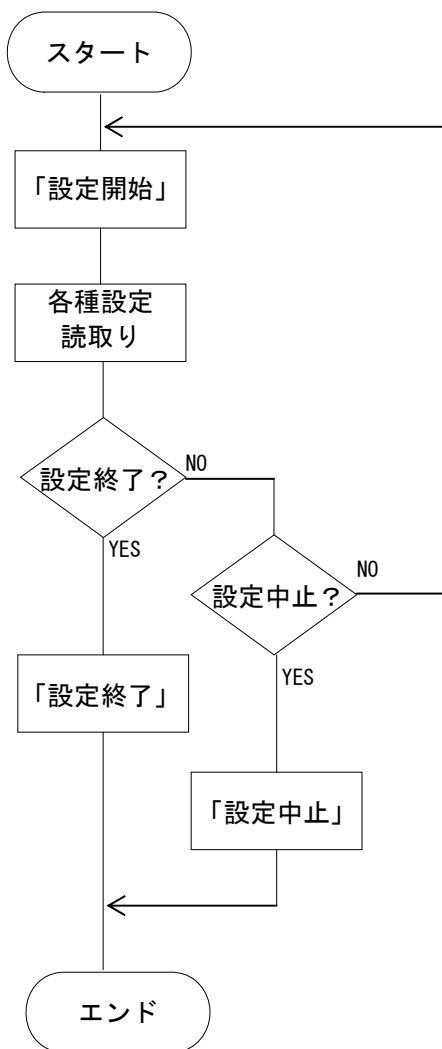 スタート
「設定開始」
各種設定
読取り
設定終了？
NO
YES
設定中止？
NO
YES
「設定終了」
「設定中止」
エンド